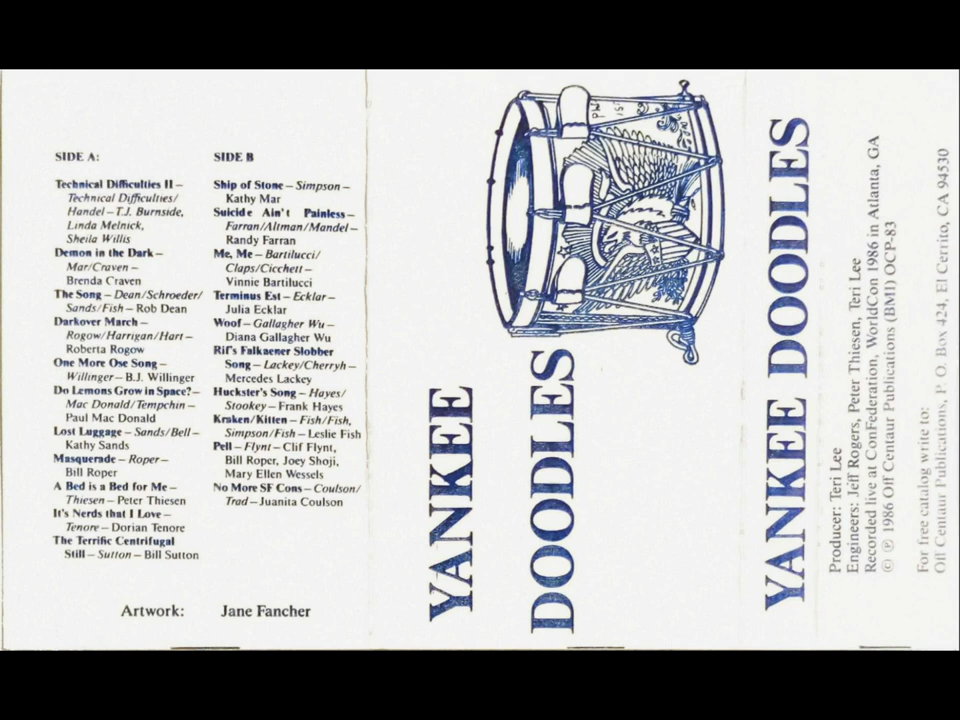 SIDE A:
Technical Difficulties II –
Technical Difficulties/
Handel – T.J. Burnside,
Linda Melnick,
Sheila Willis
Demon in the Dark –
Mar/Craven –
Brenda Craven
The Song – Dean/Schroeder/
Sands/Fish – Rob Dean
Darkover March –
Rogow/Harrigan/Hart –
Roberta Rogow
One More Ose Song –
Willinger – B.J. Willinger
Do Lemons Grow in Space? –
Mac Donald/Tempchin –
Paul Mac Donald
Lost Luggage – Sands/Bell –
Kathy Sands
Masquerade – Roper –
Bill Roper
A Bed is a Bed for Me –
Thiesen – Peter Thiesen
It's Nerds that I Love –
Tenore – Dorian Tenore
The Terrific Centrifugal
Still – Sutton – Bill Sutton
SIDE B
Ship of Stone – Simpson –
Kathy Mar
Suicide Ain't Painless –
Farran/Altman/Mandel –
Randy Farran
Me, Me – Bartilucci/
Claps/Cicchett –
Vinnie Bartilucci
Terminus Est – Ecklar –
Julia Ecklar
Woof – Gallagher Wu –
Diana Gallagher Wu
Rif's Falkaener Slobber
Song – Lackey/Cherryh –
Mercedes Lackey
Huckster's Song – Hayes/
Stookey – Frank Hayes
Kraken/Kitten – Fish/Fish,
Simpson/Fish – Leslie Fish
Pell – Flynt – Clif Flynt,
Bill Roper, Joey Shoji,
Mary Ellen Wessels
No More SF Cons – Coulson/
Trad – Juanita Coulson
Artwork: Jane Fancher
YANKEE
DOODLES
YANKEE DOODLES
Producer: Teri Lee
Engineers: Jeff Rogers, Peter Thiesen, Teri Lee
Recorded live at ConFederation, WorldCon 1986 in Atlanta, GA
© ℗ 1986 Off Centaur Publications (BMI) OCP-83
For free catalog write to:
Off Centaur Publications, P. O. Box 424, El Cerrito, CA 94530